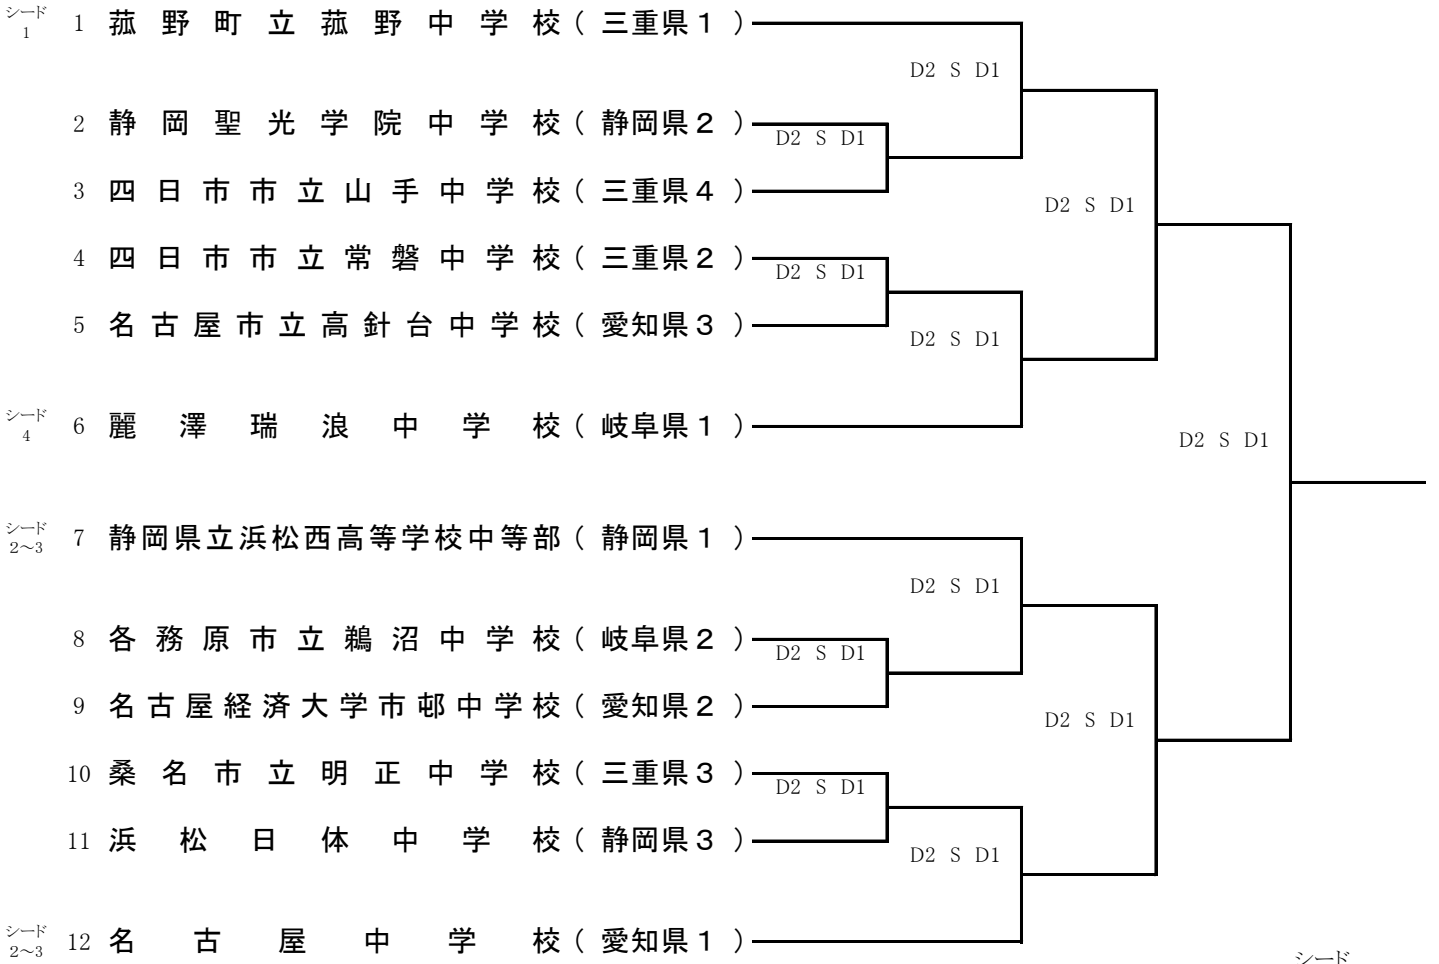 シード
1
1 菰野町立菰野中学校 ( 三重県1 )
D2 S D1
2 静岡聖光学院中学校 ( 静岡県2 )
D2 S D1
3 四日市市立山手中学校 ( 三重県4 )
D2 S D1
4 四日市市立常磐中学校 ( 三重県2 )
D2 S D1
5 名古屋市立高針台中学校 ( 愛知県3 )
D2 S D1
シード
4
6 麗澤瑞浪中学校 ( 岐阜県1 )
D2 S D1
シード
2~3
7 静岡県立浜松西高等学校中等部 ( 静岡県1 )
D2 S D1
8 各務原市立鵜沼中学校 ( 岐阜県2 )
D2 S D1
9 名古屋経済大学市邨中学校 ( 愛知県2 )
D2 S D1
10 桑名市立明正中学校 ( 三重県3 )
D2 S D1
11 浜松日体中学校 ( 静岡県3 )
D2 S D1
シード
2~3
12 名古屋中学校 ( 愛知県1 )
シード